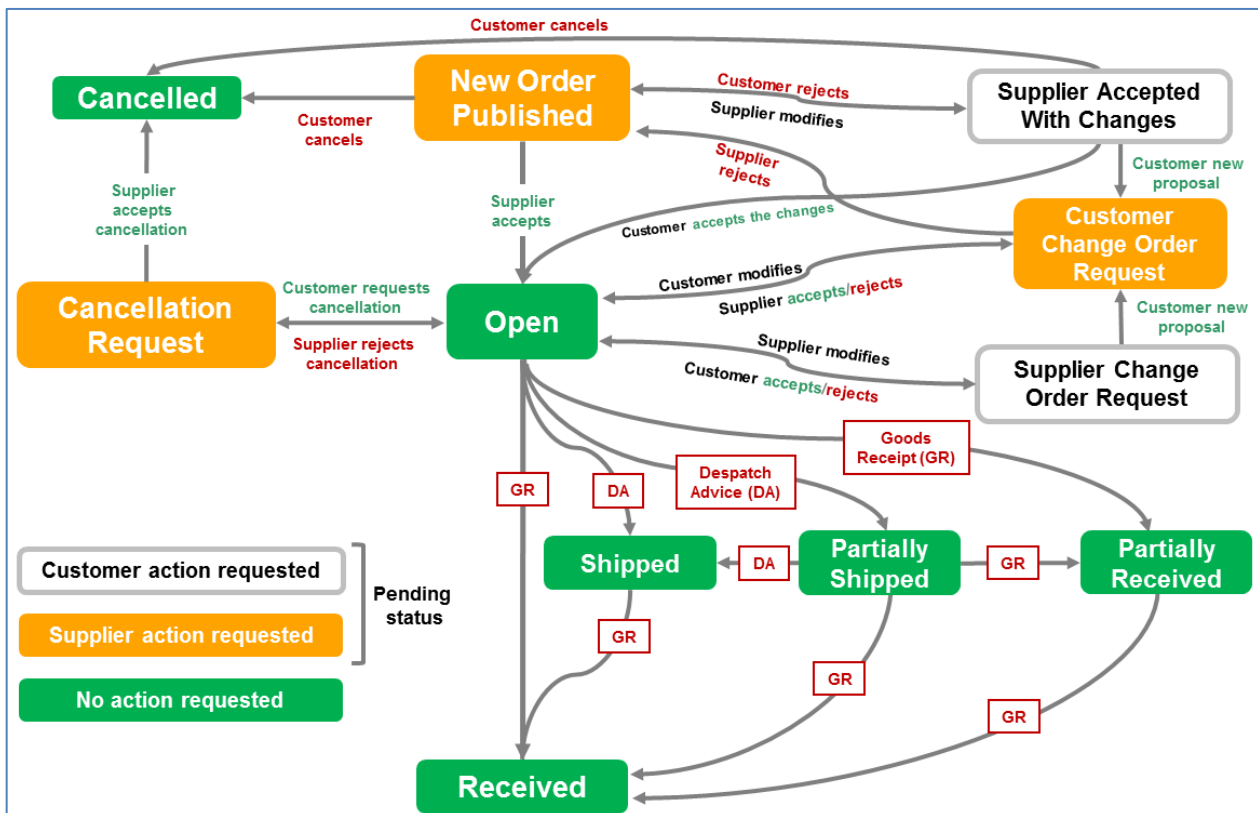 Customer cancels
Cancelled
New Order
Published
Customer rejects
Supplier modifies
Supplier Accepted
With Changes
Customer
cancels
Supplier
rejects
Customer new
proposal
Supplier
accepts
cancellation
Supplier
accepts
Customer accepts the changes
Customer
Change Order
Request
Customer modifies
Supplier accepts/rejects
Cancellation
Request
Customer requests
cancellation
Supplier rejects
cancellation
Open
Customer new
proposal
Supplier modifies
Customer accepts/rejects
Supplier Change
Order Request
Goods
Receipt (GR)
GR
DA
Despatch
Advice (DA)
Shipped
DA
Partially
Shipped
GR
Partially
Received
Customer action requested
Supplier action requested
Pending
status
No action requested
GR
GR
GR
Received